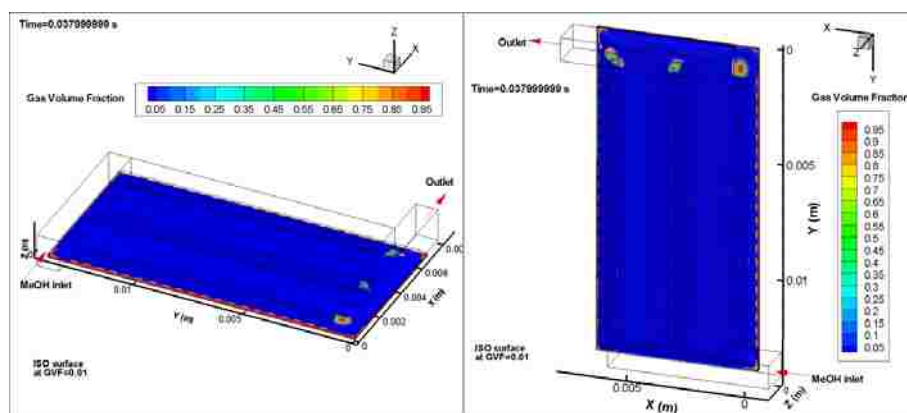 Time=0.037999999 s
Z
X
Y
Gas Volume Fraction
0.05 0.15 0.25 0.35 0.45 0.55 0.65 0.75 0.85 0.95
Outlet
Z (m)
MeOH inlet
0.01
Y (m)
0.005
0
0
0.002
0.004
0.006
X (m)
ISO surface
at GVF=0.01
X
Z
Y
Outlet
Time=0.037999999 s
Gas Volume Fraction
0.95
0.9
0.85
0.8
0.75
0.7
0.65
0.6
0.55
0.5
0.45
0.4
0.35
0.3
0.25
0.2
0.15
0.1
0.05
0
0.005
Y (m)
0.01
ISO surface
at GVF=0.01
MeOH inlet
0.005
0
X (m)
Z (m)